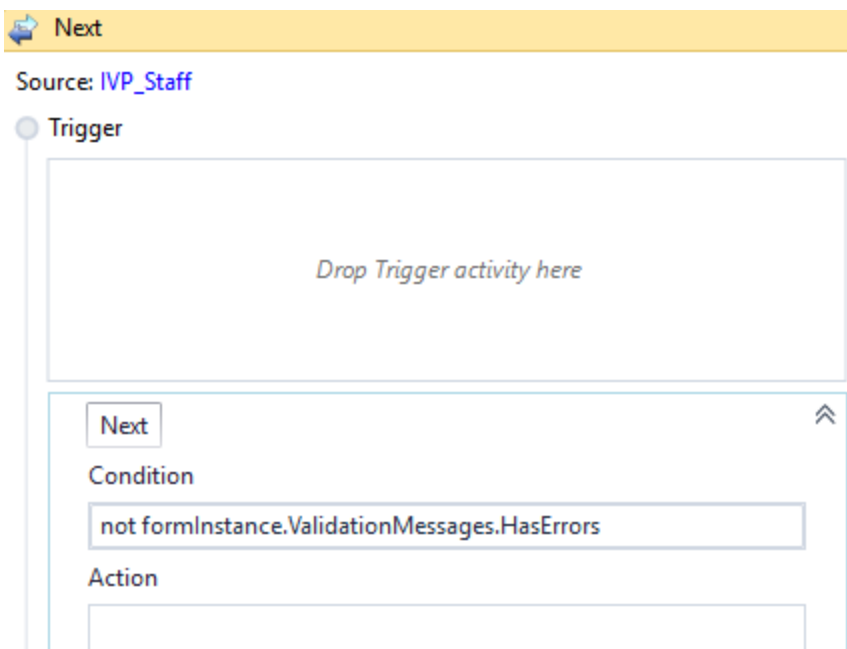 Next
Source: IVP_Staff
Trigger
Drop Trigger activity here
Next
Condition
not formInstance.ValidationMessages.HasErrors
Action